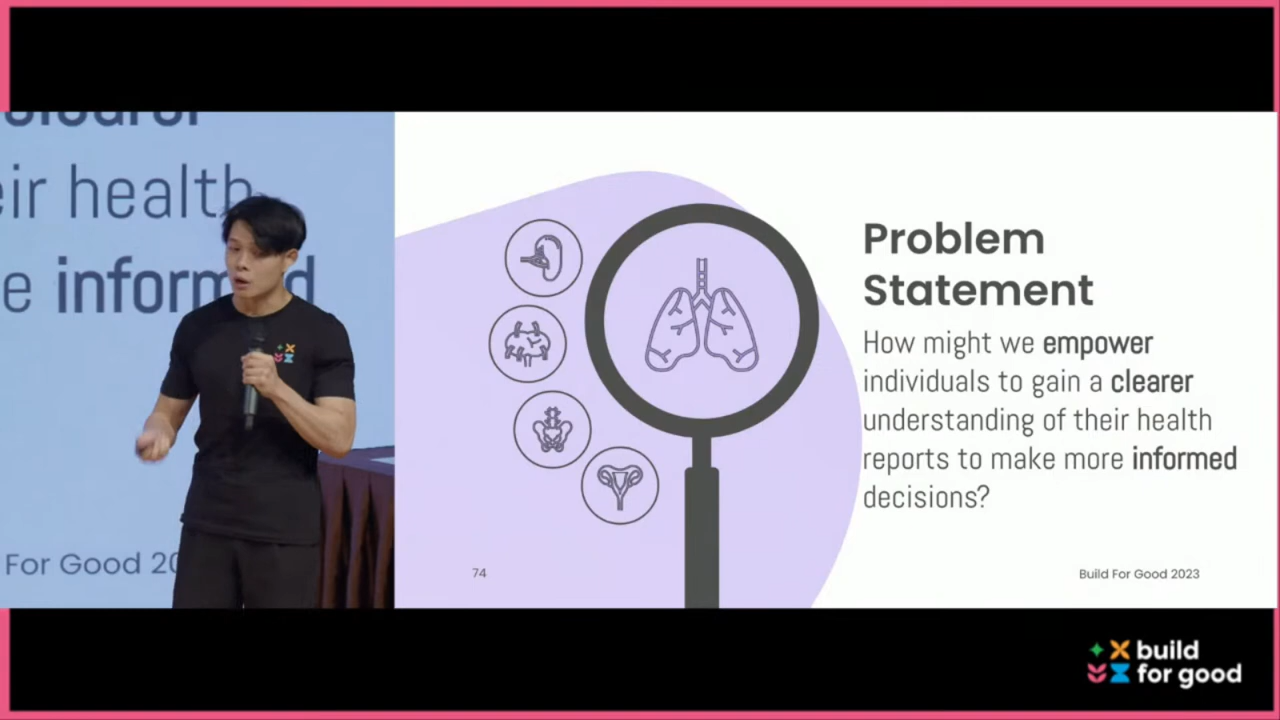 eir health
e informed
For Good 20
Problem
Statement
How might we empower
individuals to gain a clearer
understanding of their health
reports to make more informed
decisions?
74
Build For Good 2023
build
for good